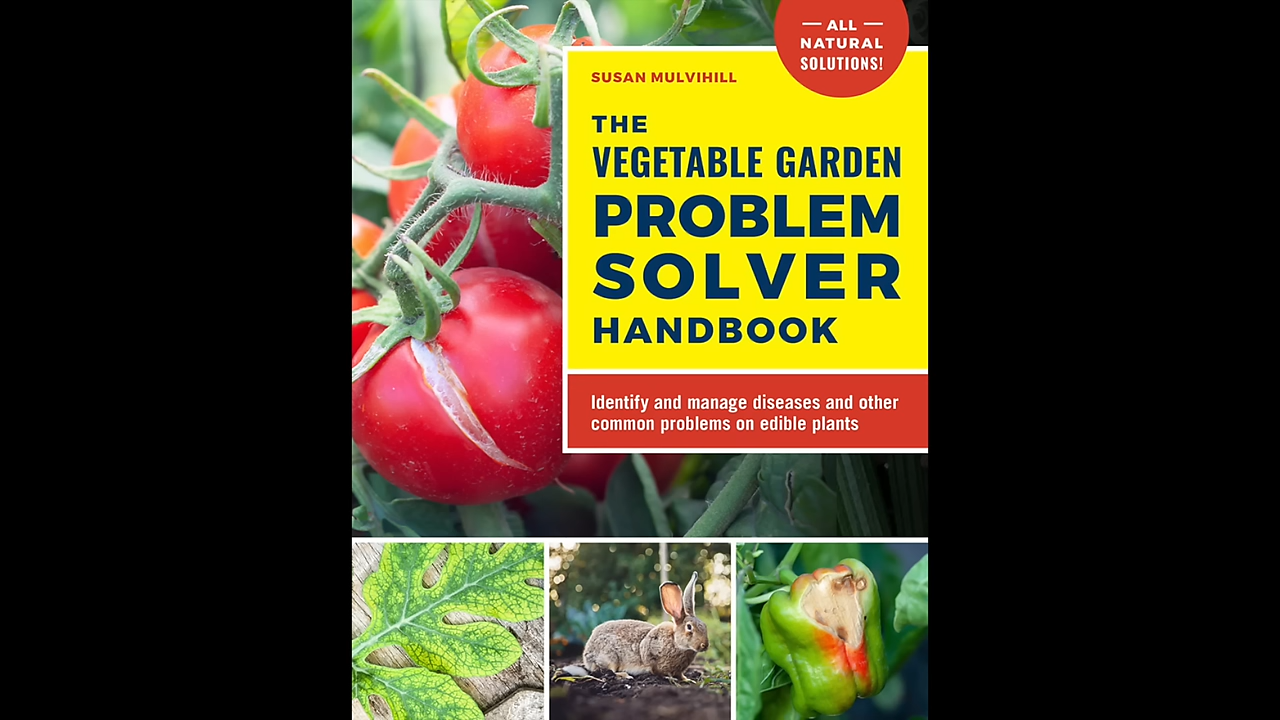 ALL
NATURAL
SOLUTIONS!
SUSAN MULVIHILL
THE
VEGETABLE GARDEN
PROBLEM
SOLVER
HANDBOOK
Identify and manage diseases and other
common problems on edible plants